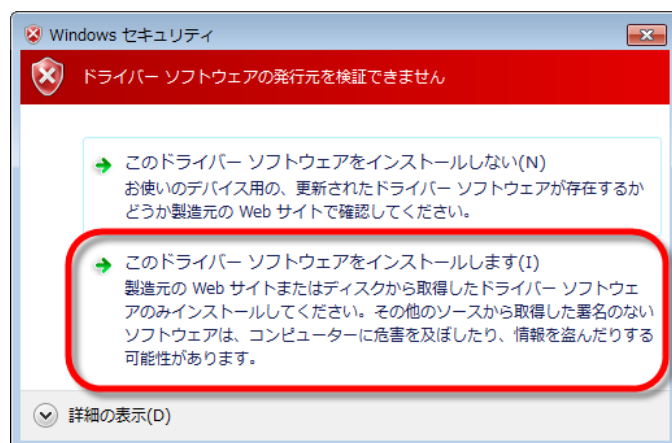 Windows セキュリティ
ドライバー ソフトウェアの発行元を検証できません
このドライバー ソフトウェアをインストールしない(N)
お使いのデバイス用の、更新されたドライバー ソフトウェアが存在するか
どうか製造元の Web サイトで確認してください。
このドライバー ソフトウェアをインストールします(I)
製造元の Web サイトまたはディスクから取得したドライバー ソフトウェ
アのみインストールしてください。その他のソースから取得した署名のない
ソフトウェアは、コンピューターに危害を及ぼしたり、情報を盗んだりする
可能性があります。
詳細の表示(D)